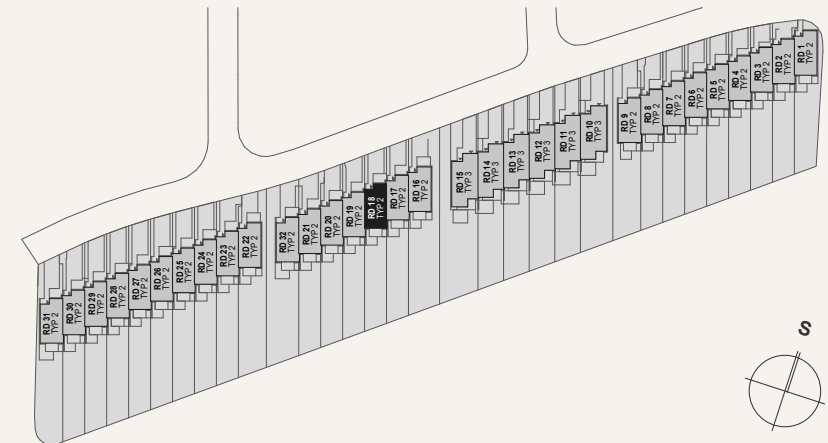 RD 31
TYP 2
RD 30
TYP 2
RD 29
TYP 2
RD 28
TYP 2
RD 27
TYP 2
RD 26
TYP 2
RD 25
TYP 2
RD 24
TYP 2
RD 23
TYP 2
RD 22
TYP 2
RD 32
TYP 2
RD 21
TYP 2
RD 20
TYP 2
RD 19
TYP 2
RD 18
TYP 2
RD 17
TYP 2
RD 16
TYP 2
RD 15
TYP 3
RD 14
TYP 3
RD 13
TYP 3
RD 12
TYP 3
RD 11
TYP 3
RD 10
TYP 3
RD 9
TYP 2
RD 8
TYP 2
RD 7
TYP 2
RD 6
TYP 2
RD 5
TYP 2
RD 4
TYP 2
RD 3
TYP 2
RD 2
TYP 2
RD 1
TYP 2
S